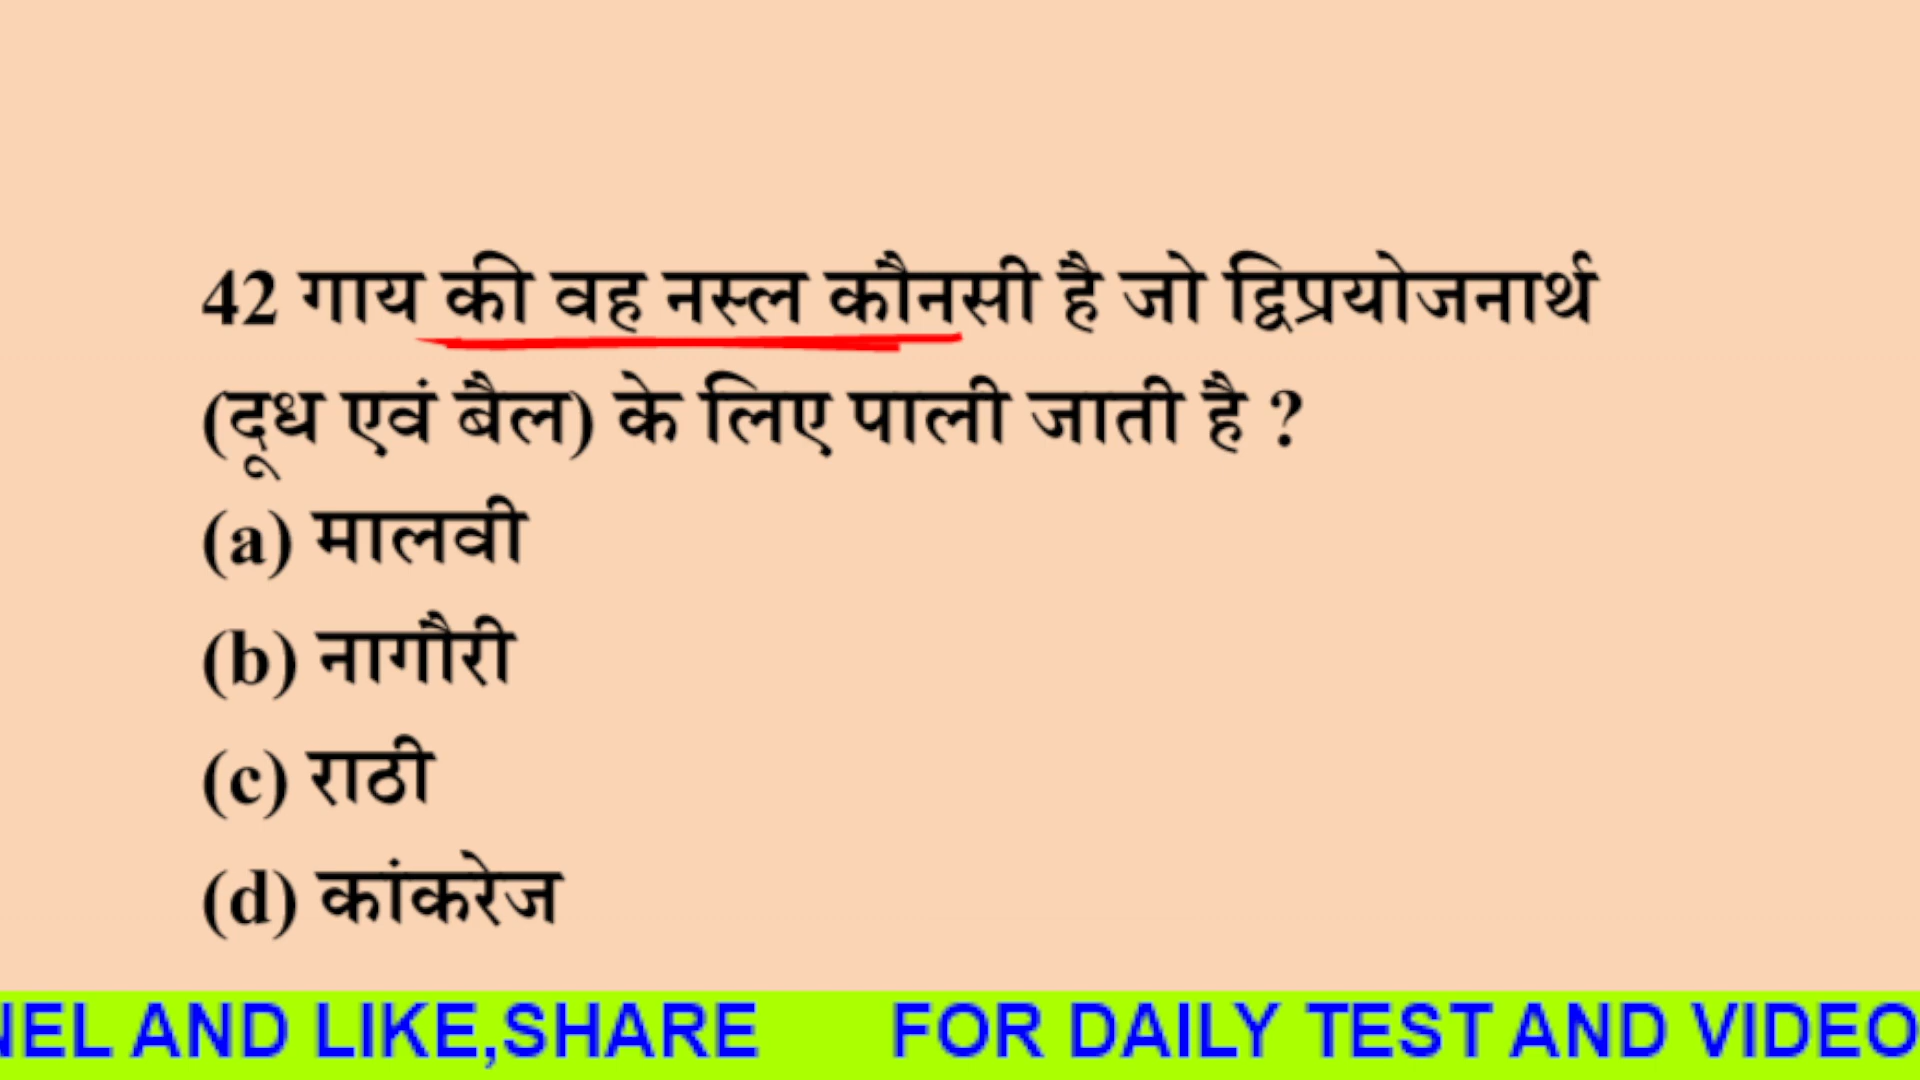 42 गाय की वह नस्ल कौनसी है जो द्विप्रयोजनार्थ
(दूध एवं बैल) के लिए पाली जाती है ?
(a) मालवी
(b) नागौरी
(c) राठी
(d) कांकरेज
NEL AND LIKE,SHARE FOR DAILY TEST AND VIDEO